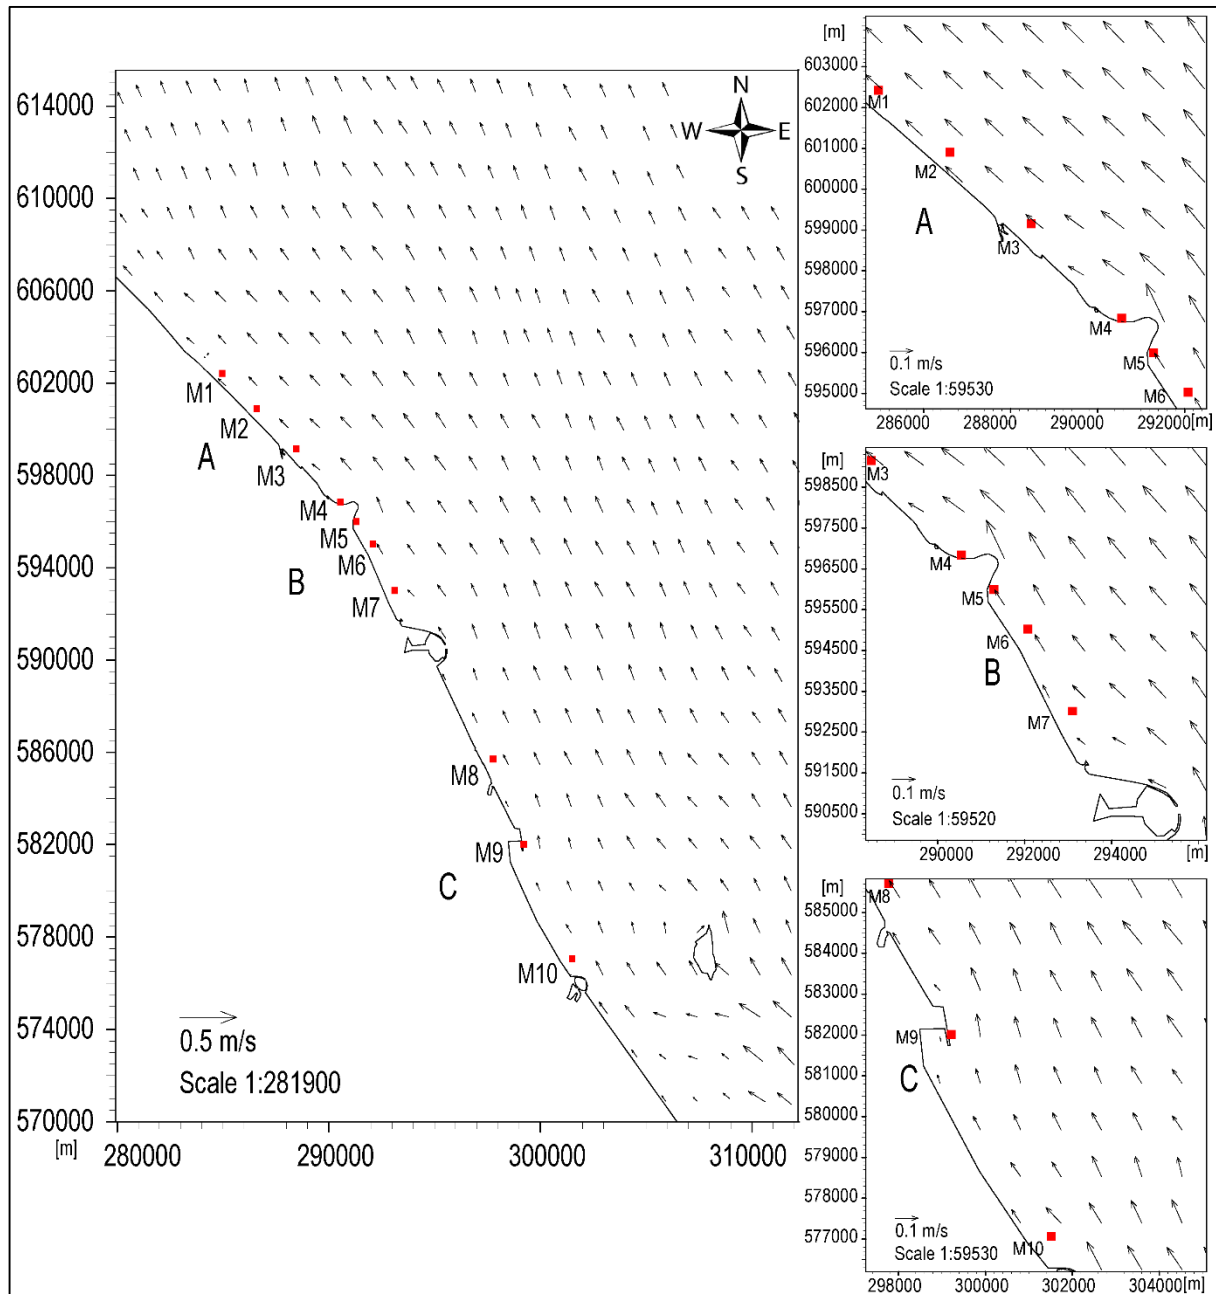 614000
610000
606000
602000
598000
594000
590000
586000
582000
578000
574000
570000
[m]
280000
290000
300000
310000
N
W
E
S
M1
M2
A
M3
M4
M5
B
M6
M7
M8
M9
C
M10
0.5 m/s
Scale 1:281900
[m]
603000
602000
601000
600000
599000
598000
597000
596000
595000
M1
M2
A
M3
M4
M5
M6
0.1 m/s
Scale 1:59530
286000
288000
290000
292000
[m]
[m]
598500
597500
596500
595500
594500
593500
592500
591500
590500
M3
M4
M5
M6
B
M7
0.1 m/s
Scale 1:59520
290000
292000
294000
[m]
[m]
585000
584000
583000
582000
581000
580000
579000
578000
577000
M8
M9
C
M10
0.1 m/s
Scale 1:59530
298000
300000
302000
304000
[m]